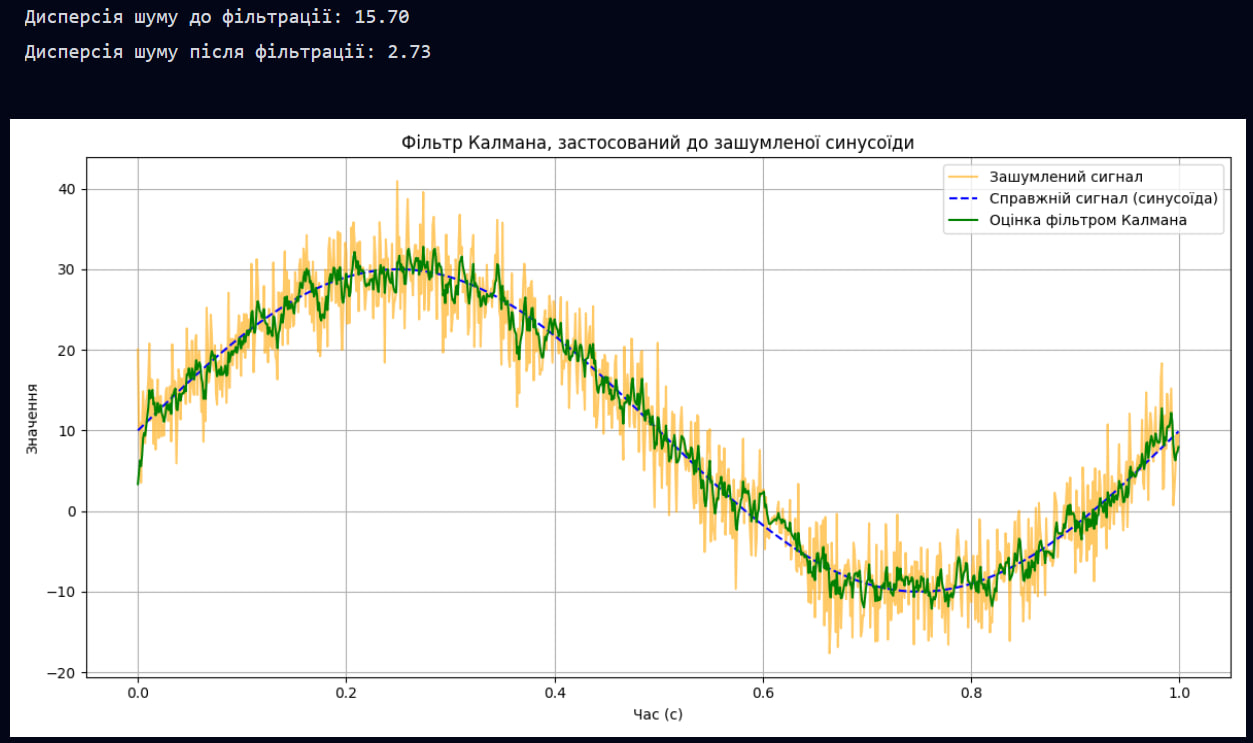 Дисперсія шуму до фільтрації: 15.70
Дисперсія шуму після фільтрації: 2.73
Фільтр Калмана, застосований до зашумленої синусоїди
Зашумлений сигнал
Справжній сигнал (синусоїда)
Оцінка фільтром Калмана
40
30
20
10
0
−10
−20
Значення
0.0
0.2
0.4
0.6
0.8
1.0
Час (с)